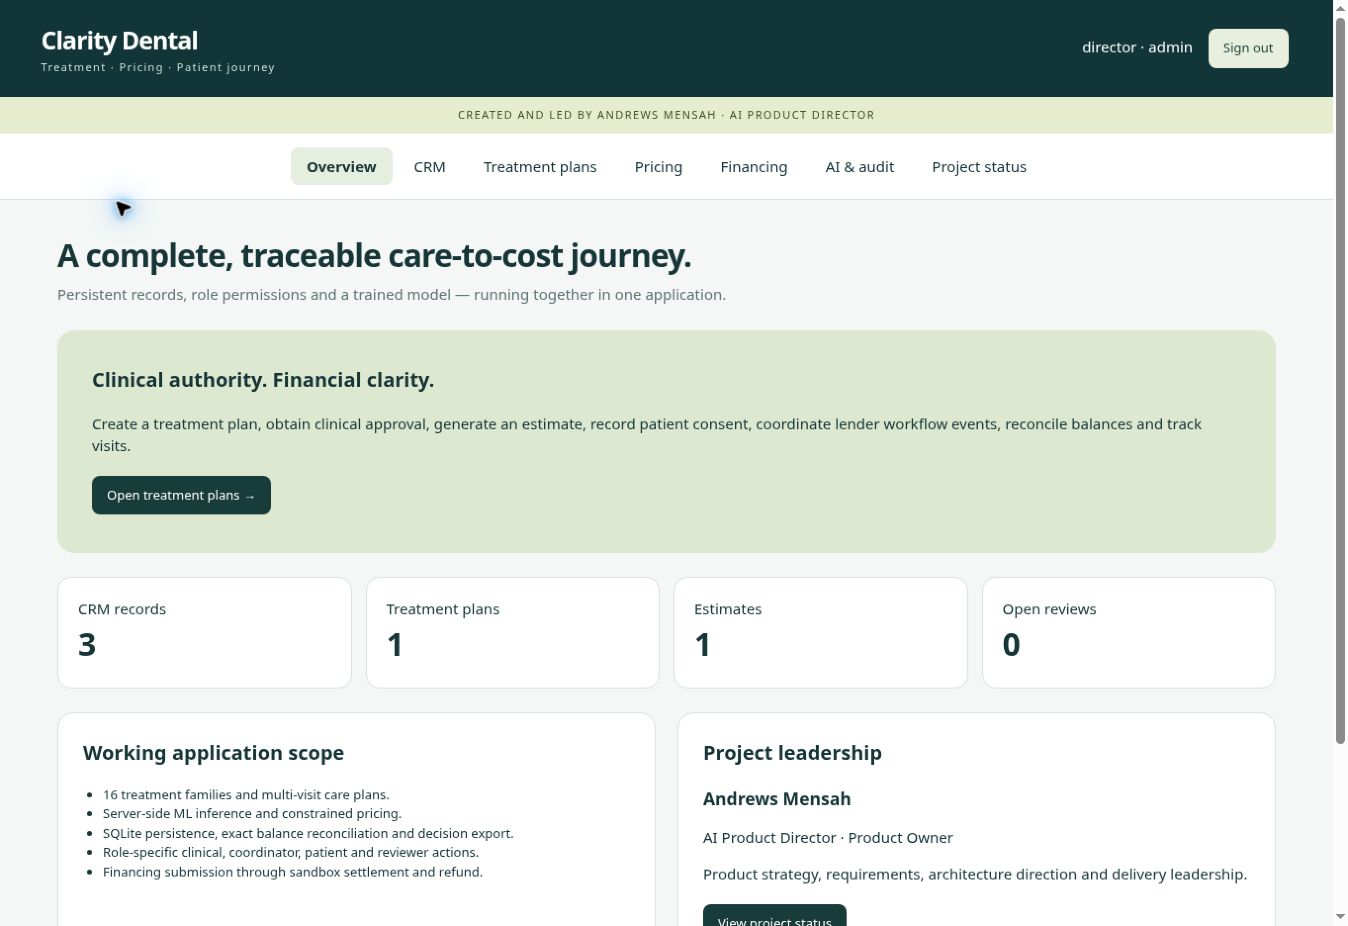 Clarity Dental
Treatment · Pricing · Patient journey
director · admin
Sign out
CREATED AND LED BY ANDREWS MENSAH · AI PRODUCT DIRECTOR
Overview
CRM
Treatment plans
Pricing
Financing
AI & audit
Project status
A complete, traceable care-to-cost journey.
Persistent records, role permissions and a trained model — running together in one application.
Clinical authority. Financial clarity.
Create a treatment plan, obtain clinical approval, generate an estimate, record patient consent, coordinate lender workflow events, reconcile balances and track
visits.
Open treatment plans →
CRM records
3
Treatment plans
1
Estimates
1
Open reviews
0
Working application scope
• 16 treatment families and multi-visit care plans.
• Server-side ML inference and constrained pricing.
• SQLite persistence, exact balance reconciliation and decision export.
• Role-specific clinical, coordinator, patient and reviewer actions.
• Financing submission through sandbox settlement and refund.
Project leadership
Andrews Mensah
AI Product Director · Product Owner
Product strategy, requirements, architecture direction and delivery leadership.
View project status